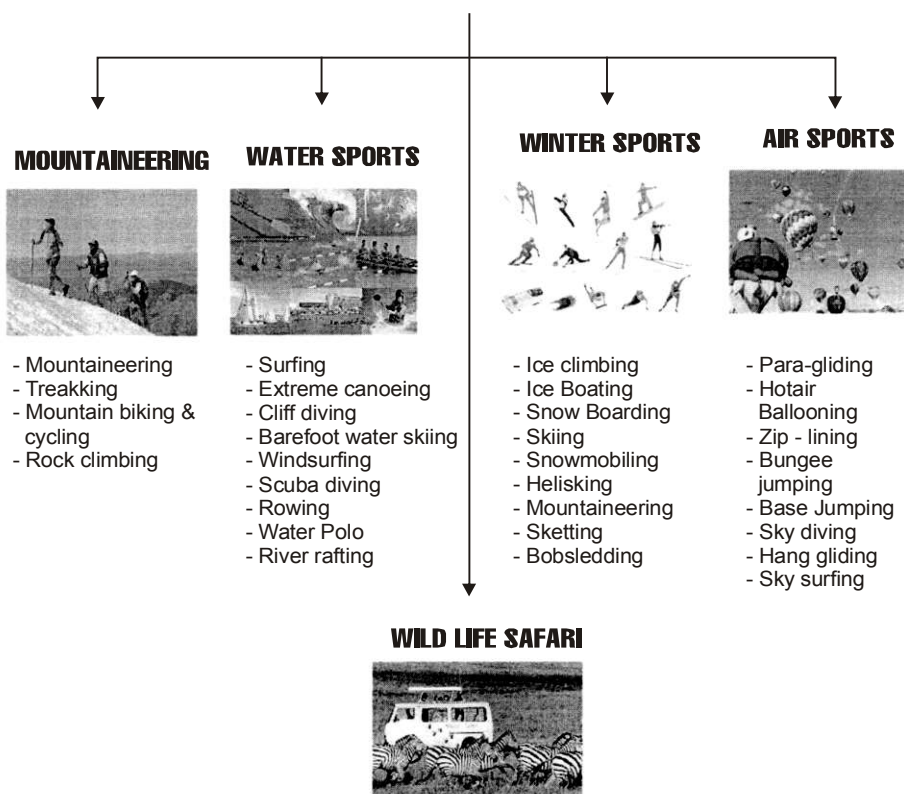 MOUNTAINEERING
- Mountaineering
- Treakking
- Mountain biking &
cycling
- Rock climbing
WATER SPORTS
- Surfing
- Extreme canoeing
- Cliff diving
- Barefoot water skiing
- Windsurfing
- Scuba diving
- Rowing
- Water Polo
- River rafting
WINTER SPORTS
- Ice climbing
- Ice Boating
- Snow Boarding
- Skiing
- Snowmobiling
- Helisking
- Mountaineering
- Sketting
- Bobsledding
AIR SPORTS
- Para-gliding
- Hotair
Ballooning
- Zip - lining
- Bungee
jumping
- Base Jumping
- Sky diving
- Hang gliding
- Sky surfing
WILD LIFE SAFARI